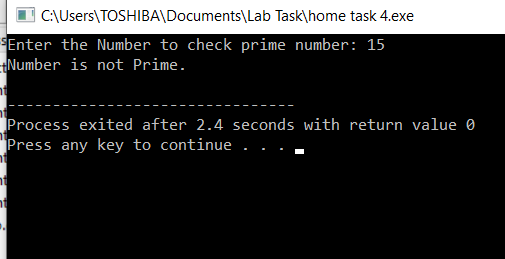 C:\Users\TOSHIBA\Documents\Lab Task\home task 4.exe
Enter the Number to check prime number: 15
Number is not Prime.
--------------------------------
Process exited after 2.4 seconds with return value 0
Press any key to continue . . .